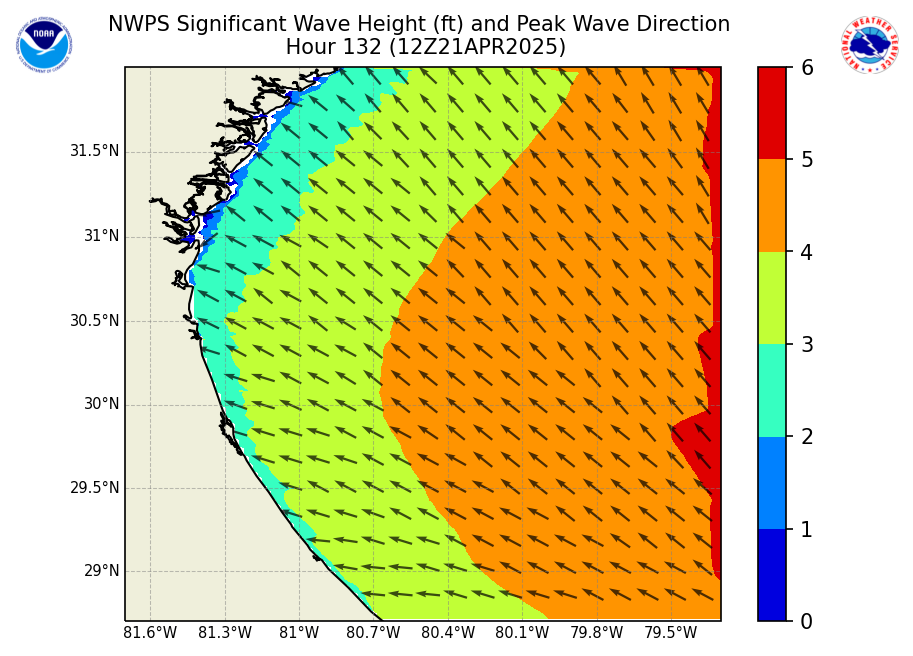 NWPS Significant Wave Height (ft) and Peak Wave Direction
Hour 132 (12Z21APR2025)
NOAA
NATIONAL WEATHER SERVICE
31.5°N
31°N
30.5°N
30°N
29.5°N
29°N
81.6°W 81.3°W 81°W 80.7°W 80.4°W 80.1°W 79.8°W 79.5°W
6
5
4
3
2
1
0